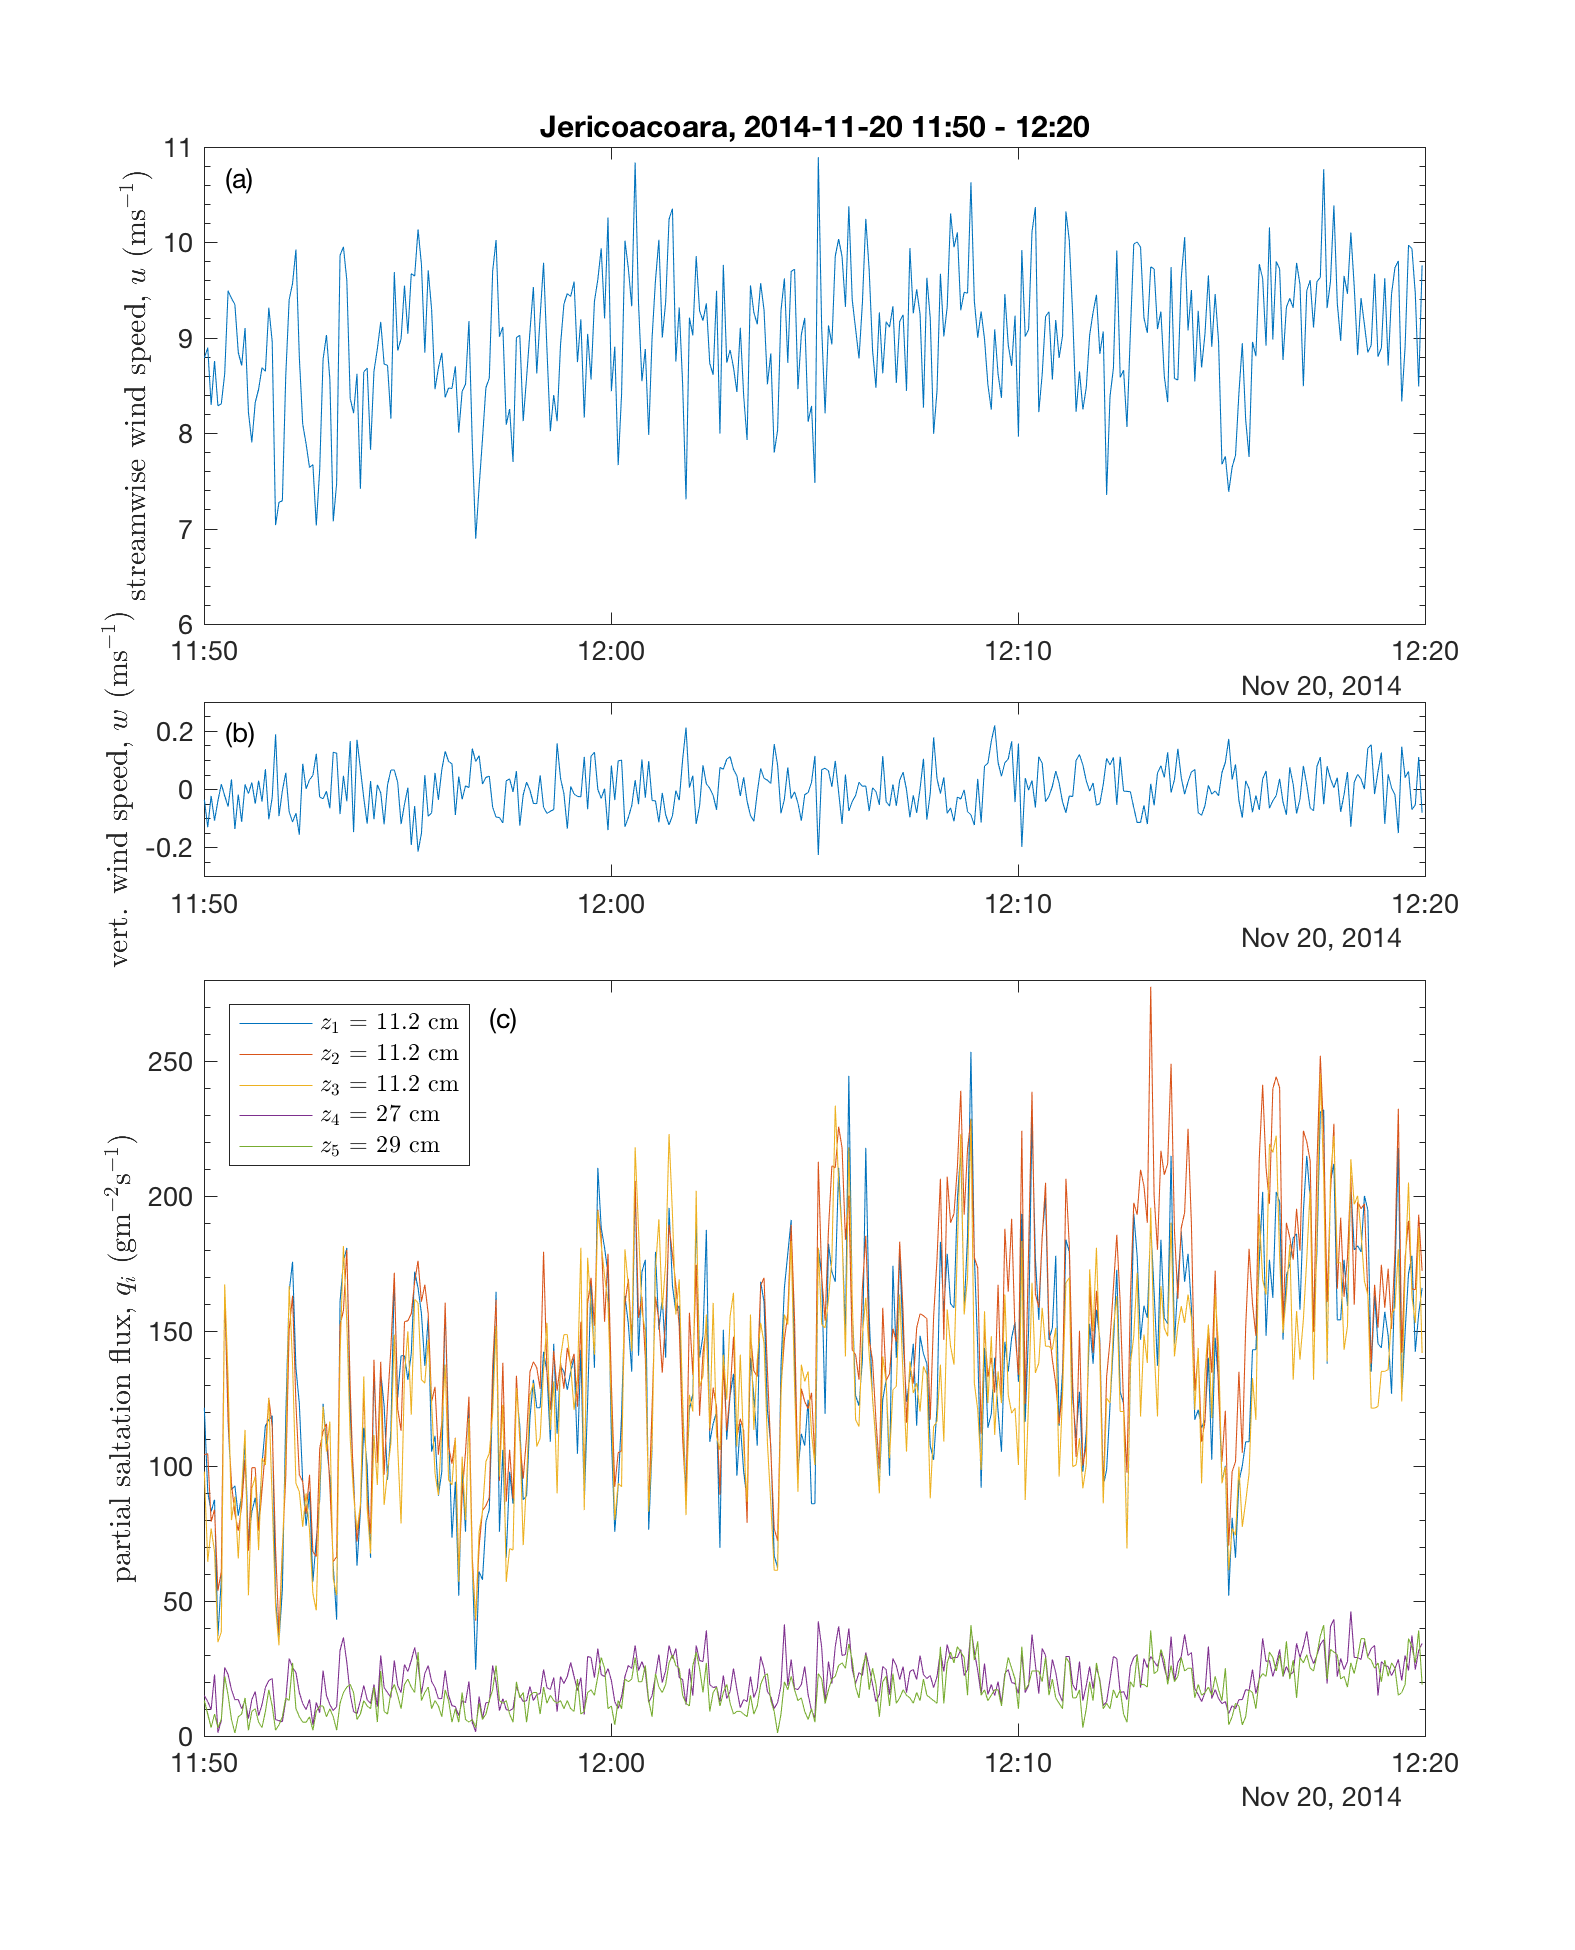 Jericoacoara, 2014-11-20 11:50 - 12:20
(a)
streamwise wind speed, u (ms⁻¹)
11
10
9
8
7
6
11:50 12:00 12:10 12:20
Nov 20, 2014
(b)
vert. wind speed, w (ms⁻¹)
0.2
0
-0.2
11:50 12:00 12:10 12:20
Nov 20, 2014
(c)
z₁ = 11.2 cm
z₂ = 11.2 cm
z₃ = 11.2 cm
z₄ = 27 cm
z₅ = 29 cm
partial saltation flux, qᵢ (gm⁻²s⁻¹)
250
200
150
100
50
0
11:50 12:00 12:10 12:20
Nov 20, 2014